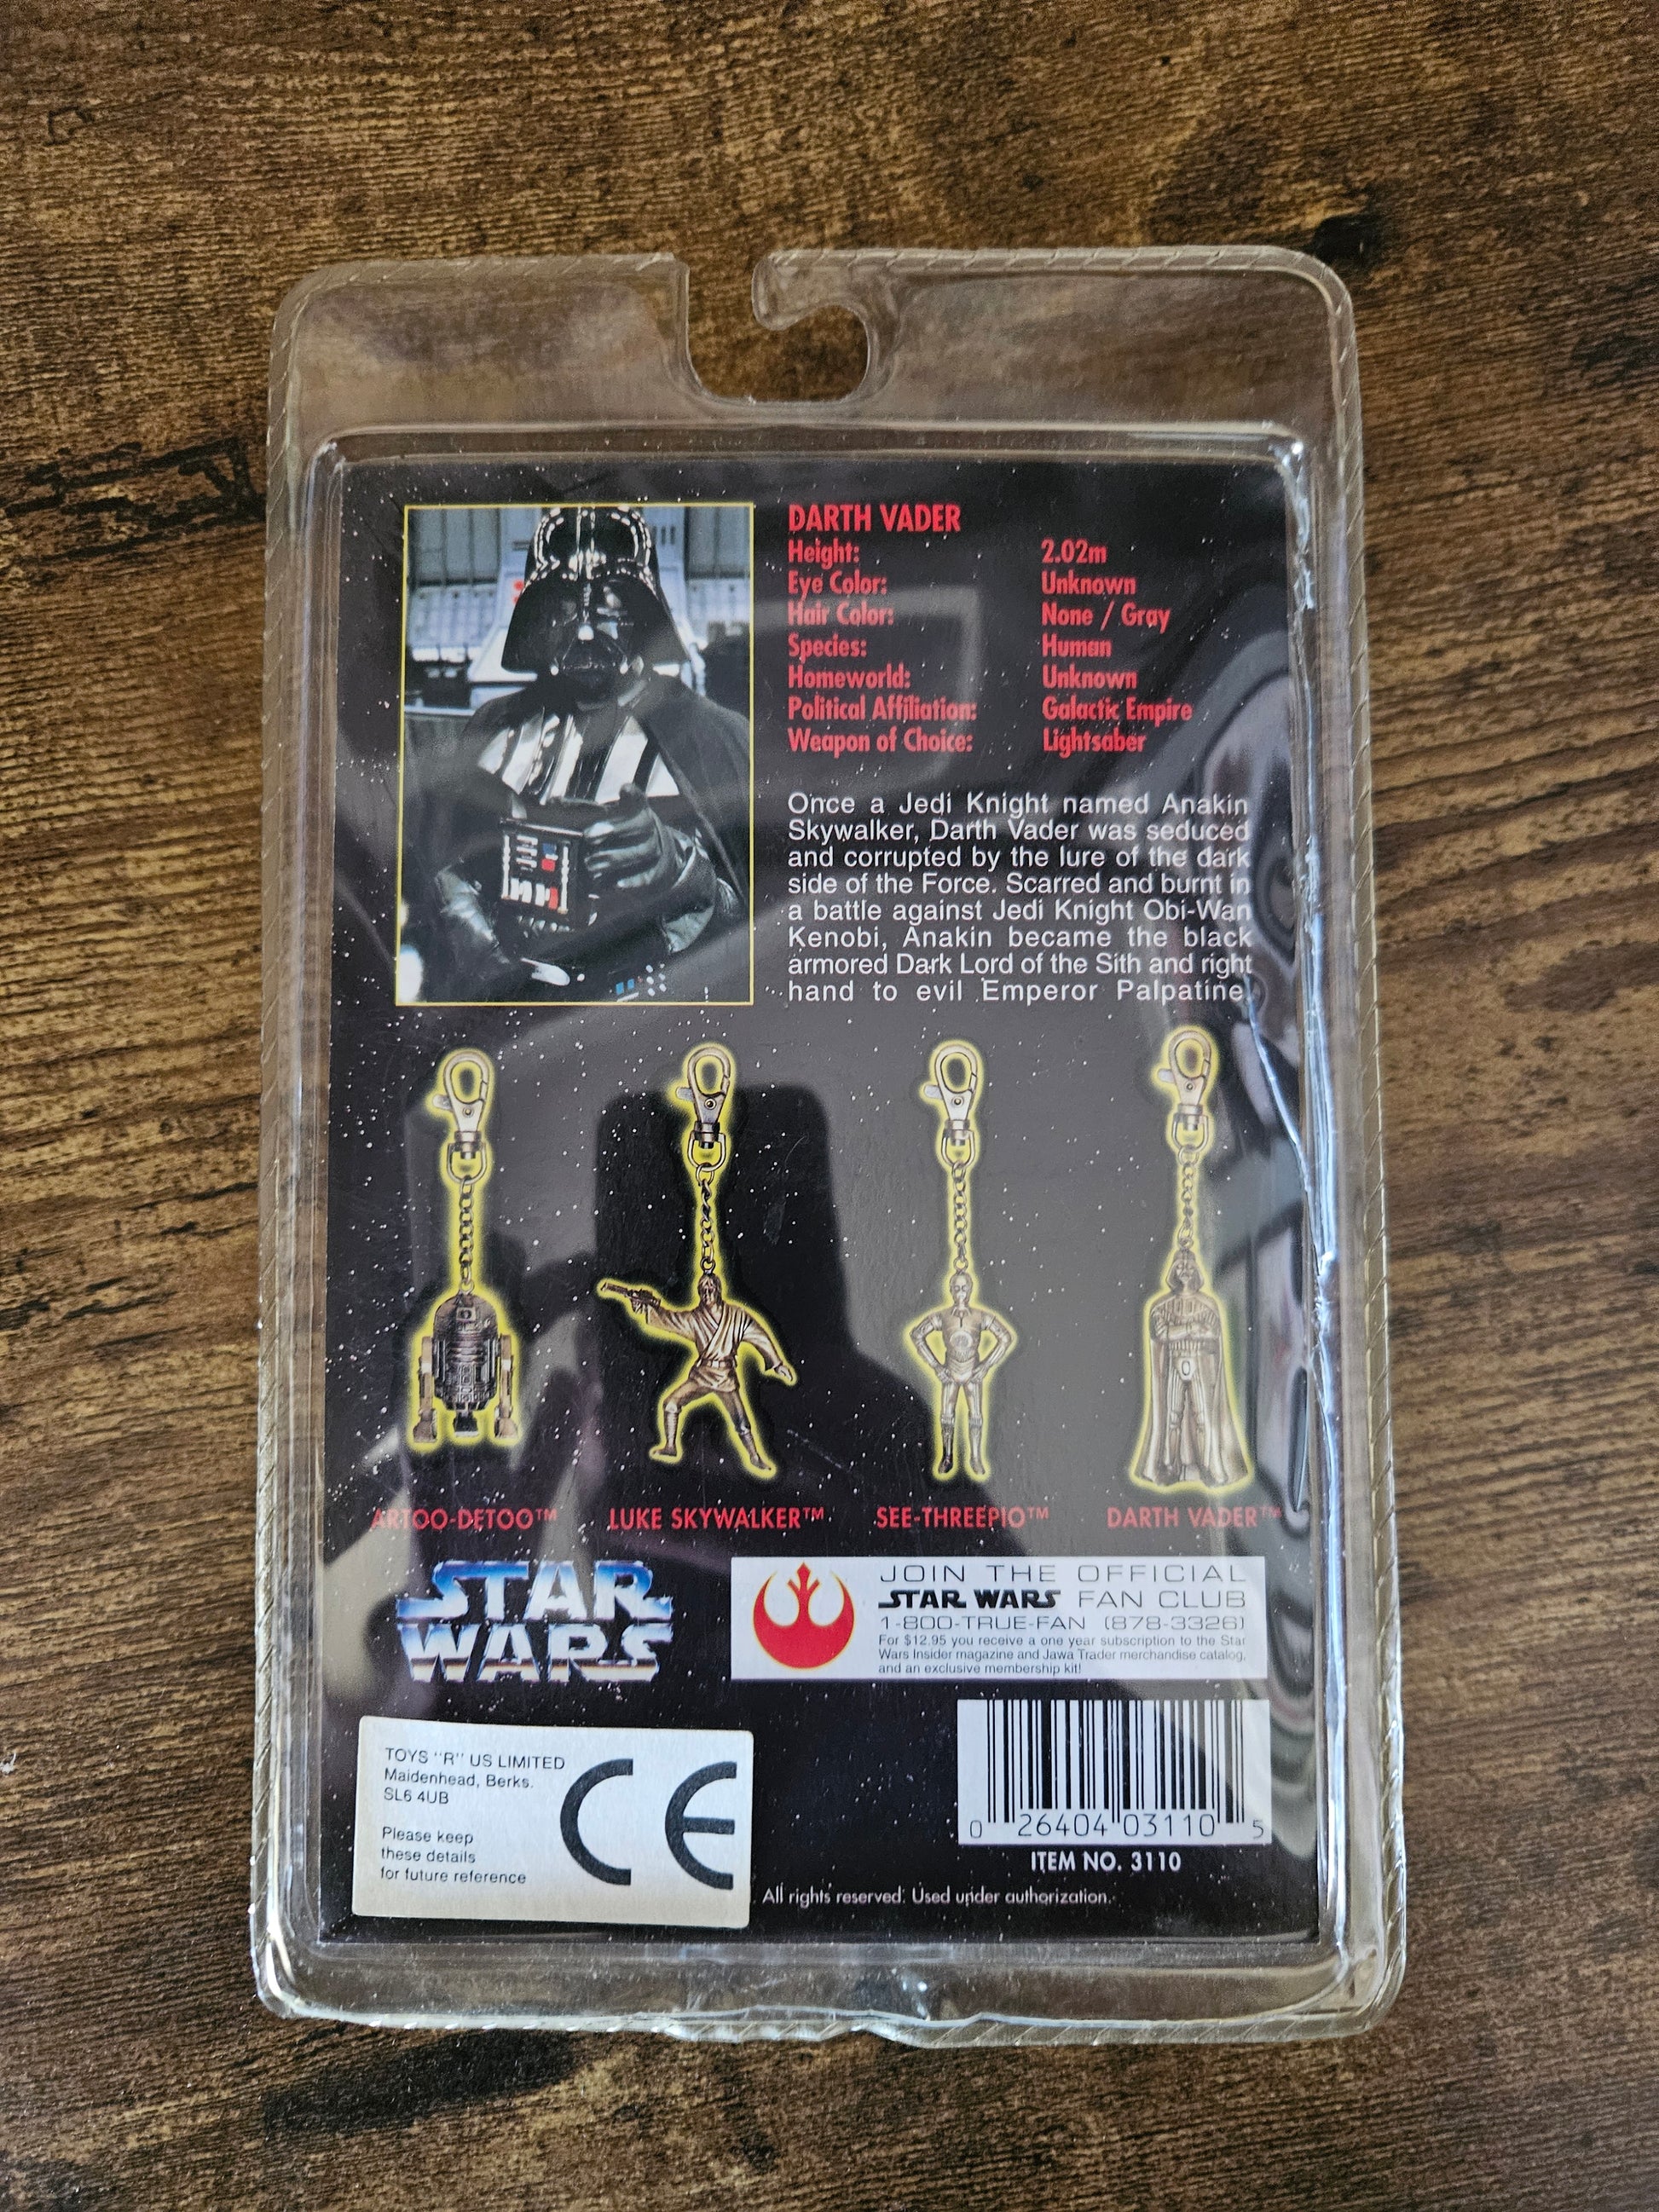 DARTH VADER
Height: 2.02m
Eye Color: Unknown
Hair Color: None / Gray
Species: Human
Homeworld: Unknown
Political Affiliation: Galactic Empire
Weapon of Choice: Lightsaber
Once a Jedi Knight named Anakin
Skywalker, Darth Vader was seduced
and corrupted by the lure of the dark
side of the Force. Scarred and burnt in
a battle against Jedi Knight Obi-Wan
Kenobi, Anakin became the black
armored Dark Lord of the Sith and right
hand to evil Emperor Palpatine.
ARTOO-DETOO™ LUKE SKYWALKER™ SEE-THREEPIO™ DARTH VADER™
STAR
WARS
JOIN THE OFFICIAL
STAR WARS FAN CLUB
1-800-TRUE-FAN (878-3326)
For $12.95 you receive a one year subscription to the Star
Wars Insider magazine and Jawa Trader merchandise catalog,
and an exclusive membership kit!
TOYS "R" US LIMITED
Maidenhead, Berks.
SL6 4UB
Please keep
these details
for future reference
CE
0 26404 03110 5
ITEM NO. 3110
All rights reserved. Used under authorization.